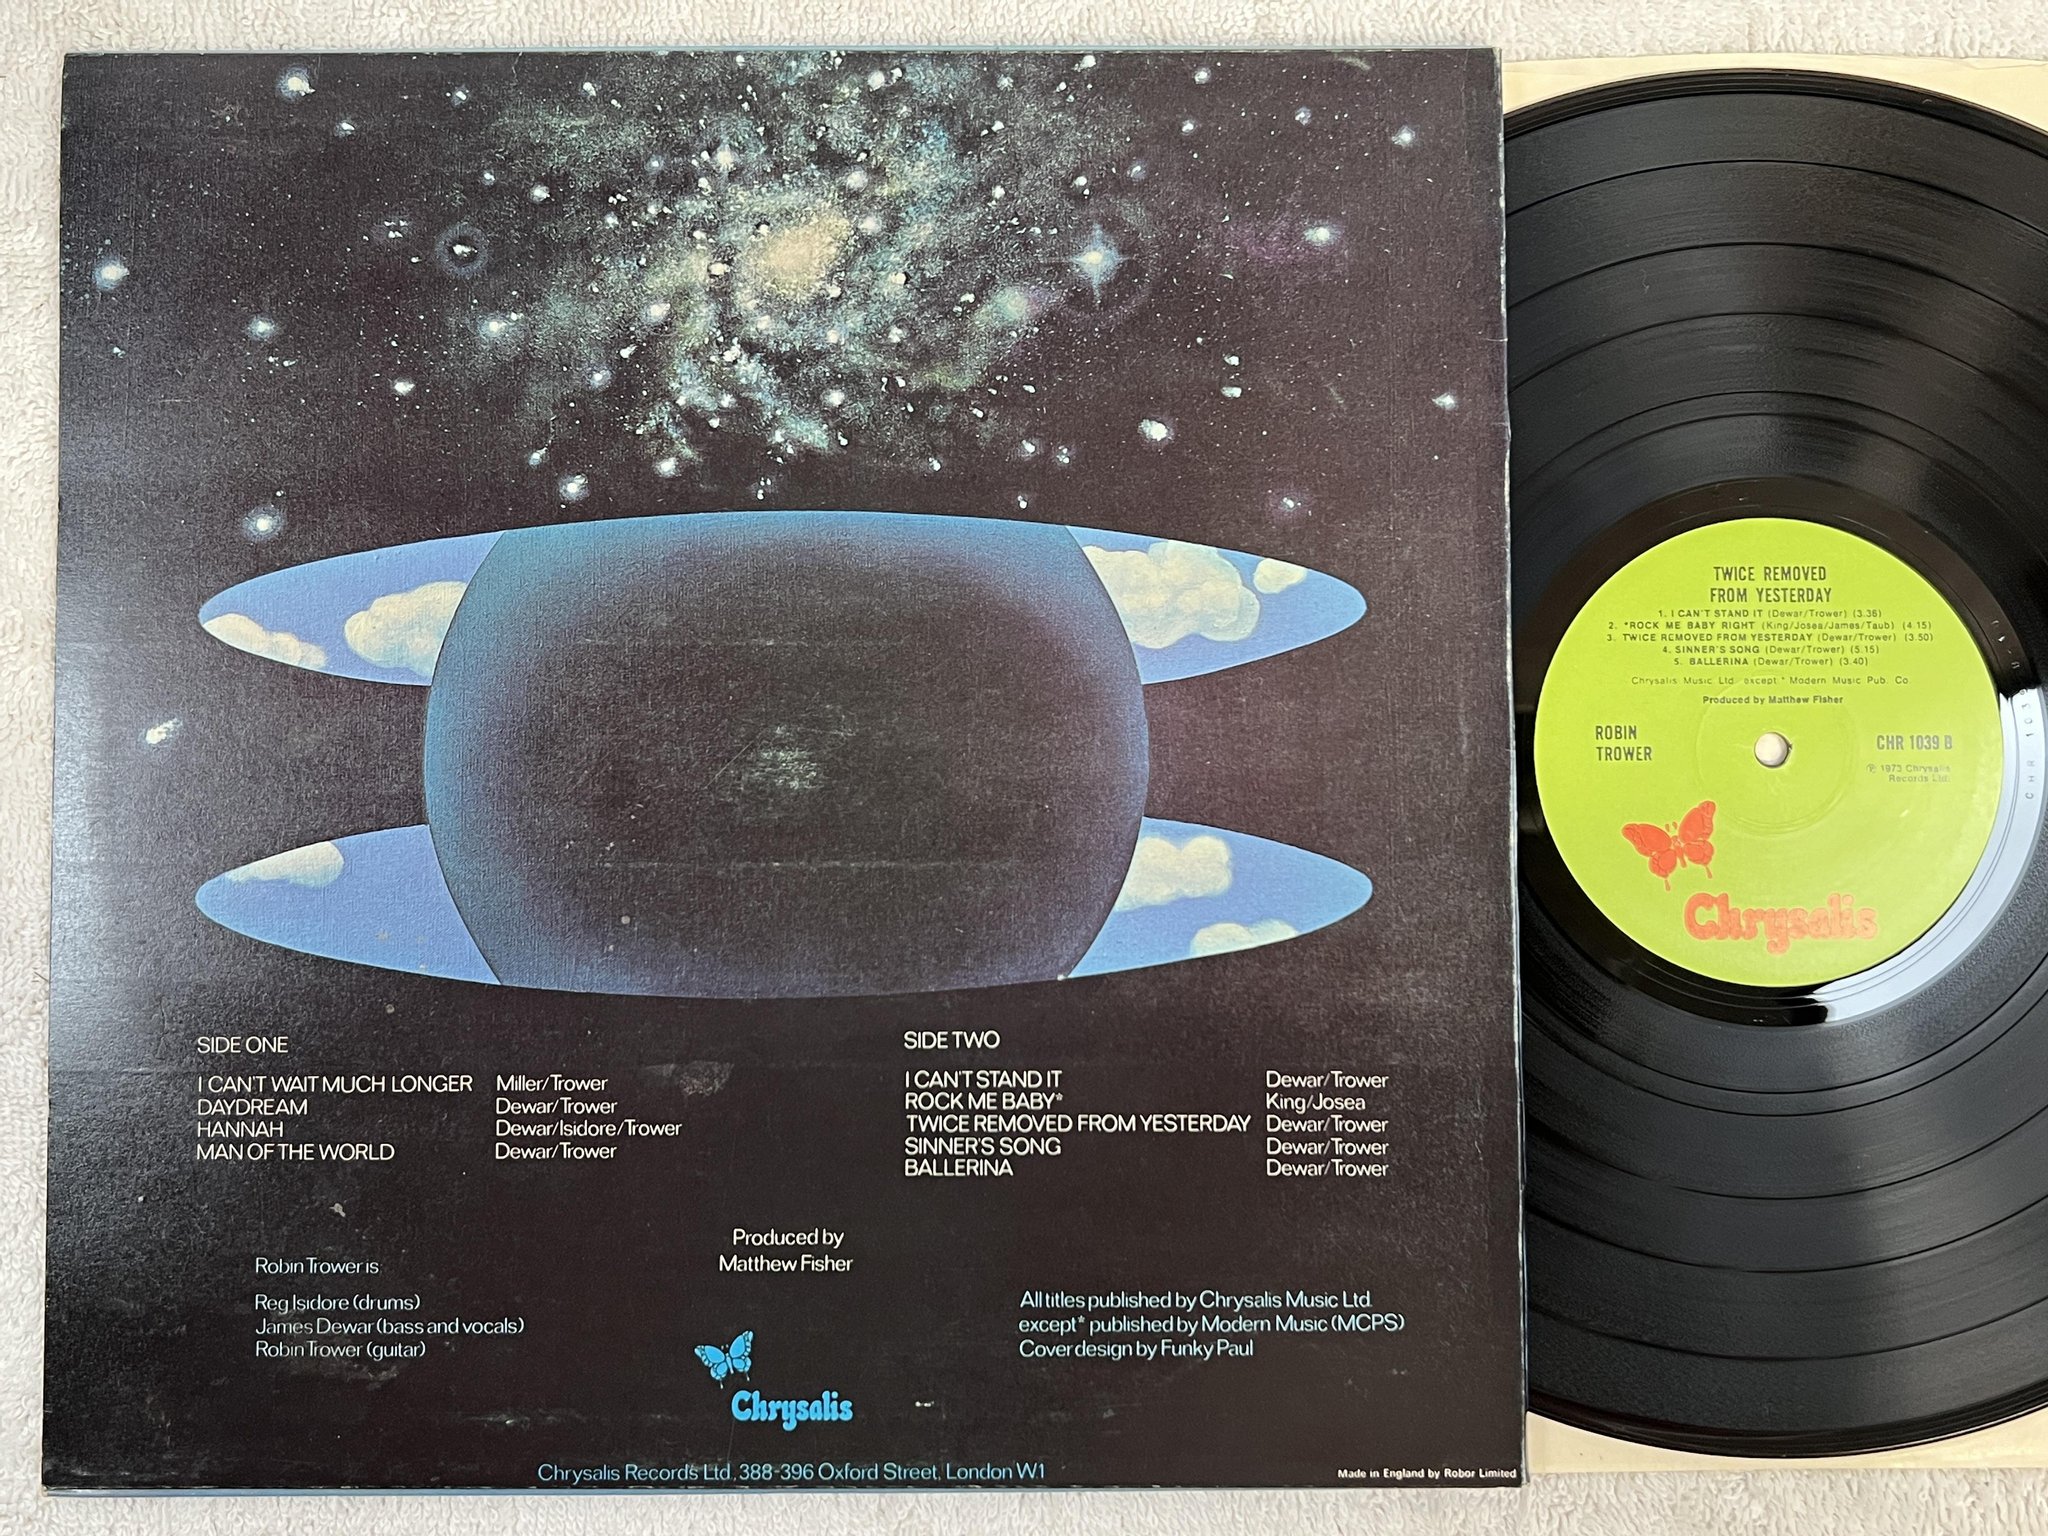 SIDE ONE
I CAN'T WAIT MUCH LONGER Miller/Trower
DAYDREAM Dewar/Trower
HANNAH Dewar/Isidore/Trower
MAN OF THE WORLD Dewar/Trower
SIDE TWO
I CAN'T STAND IT Dewar/Trower
ROCK ME BABY* King/Josea
TWICE REMOVED FROM YESTERDAY Dewar/Trower
SINNER'S SONG Dewar/Trower
BALLERINA Dewar/Trower
Produced by
Matthew Fisher
Robin Trower is
Reg Isidore (drums)
James Dewar (bass and vocals)
Robin Trower (guitar)
All titles published by Chrysalis Music Ltd.
except* published by Modern Music (MCPS)
Cover design by Funky Paul
Chrysalis
Chrysalis Records Ltd., 388-396 Oxford Street, London W1
Made in England by Robor Limited
TWICE REMOVED
FROM YESTERDAY
1. I CAN'T STAND IT (Dewar/Trower) (3.36)
2. *ROCK ME BABY RIGHT (King/Josea/James/Taub) (4.15)
3. TWICE REMOVED FROM YESTERDAY (Dewar/Trower) (3.50)
4. SINNER'S SONG (Dewar/Trower) (5.15)
5. BALLERINA (Dewar/Trower) (3.40)
Chrysalis Music Ltd. except * Modern Music Pub. Co.
Produced by Matthew Fisher
ROBIN
TROWER
CHR 1039 B
℗ 1973 Chrysalis
Records Ltd.
Chrysalis